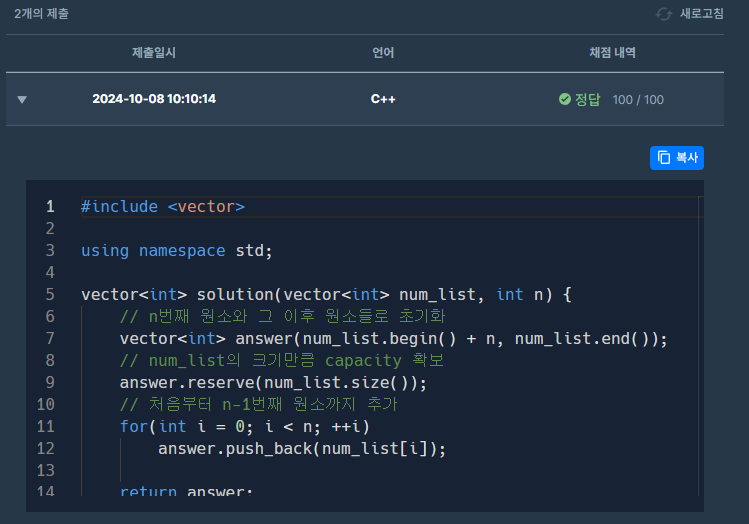 2개의 제출
새로고침
제출일시 언어 채점 내역
2024-10-08 10:10:14 C++ 정답 100 / 100
복사
1 #include <vector>
2
3 using namespace std;
4
5 vector<int> solution(vector<int> num_list, int n) {
6 // n번째 원소와 그 이후 원소들로 초기화
7 vector<int> answer(num_list.begin() + n, num_list.end());
8 // num_list의 크기만큼 capacity 확보
9 answer.reserve(num_list.size());
10 // 처음부터 n-1번째 원소까지 추가
11 for(int i = 0; i < n; ++i)
12 answer.push_back(num_list[i]);
13
14 return answer;